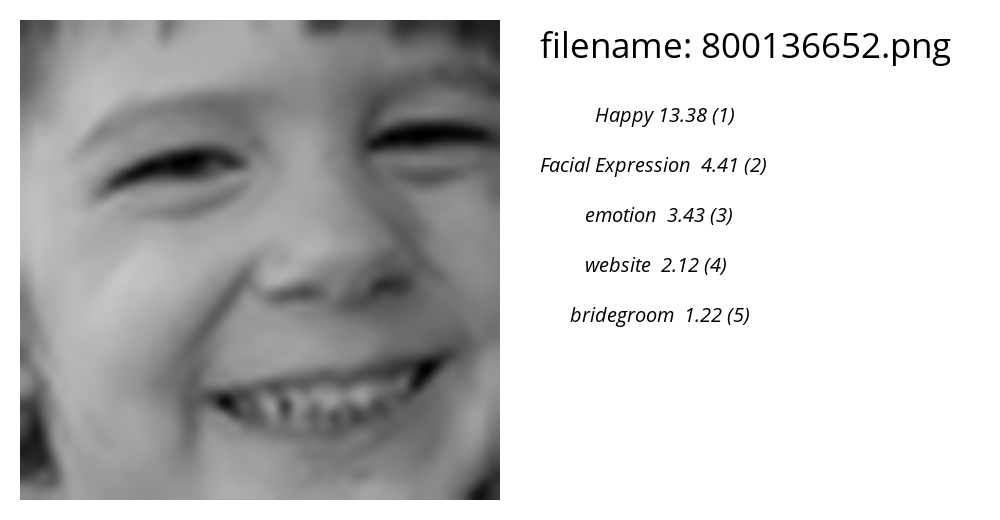 filename: 800136652.png
Happy 13.38 (1)
Facial Expression 4.41 (2)
emotion 3.43 (3)
website 2.12 (4)
bridegroom 1.22 (5)